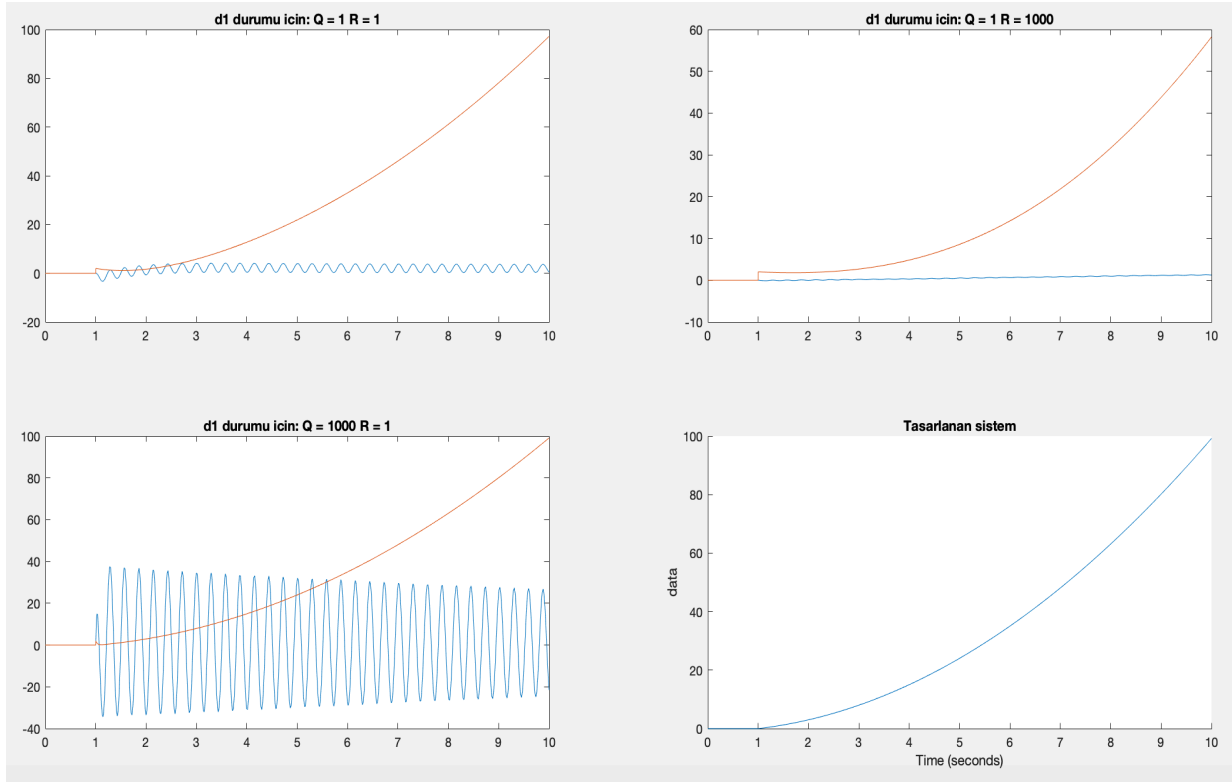 d1 durumu icin: Q = 1 R = 1
100
80
60
40
20
0
-20
0 1 2 3 4 5 6 7 8 9 10
d1 durumu icin: Q = 1 R = 1000
60
50
40
30
20
10
0
-10
0 1 2 3 4 5 6 7 8 9 10
d1 durumu icin: Q = 1000 R = 1
100
80
60
40
20
0
-20
-40
0 1 2 3 4 5 6 7 8 9 10
Tasarlanan sistem
data
100
80
60
40
20
0
0 1 2 3 4 5 6 7 8 9 10
Time (seconds)